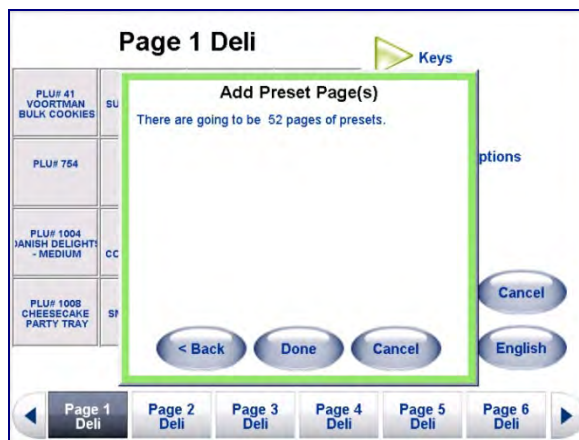 Page 1 Deli
Keys
PLU# 41
VOORTMAN
BULK COOKIES
SU
Add Preset Page(s)
There are going to be 52 pages of presets.
PLU# 754
ptions
PLU# 1004
DANISH DELIGHTS
- MEDIUM
CC
PLU# 1008
CHEESECAKE
PARTY TRAY
SM
Cancel
< Back
Done
Cancel
English
Page 1
Deli
Page 2
Deli
Page 3
Deli
Page 4
Deli
Page 5
Deli
Page 6
Deli